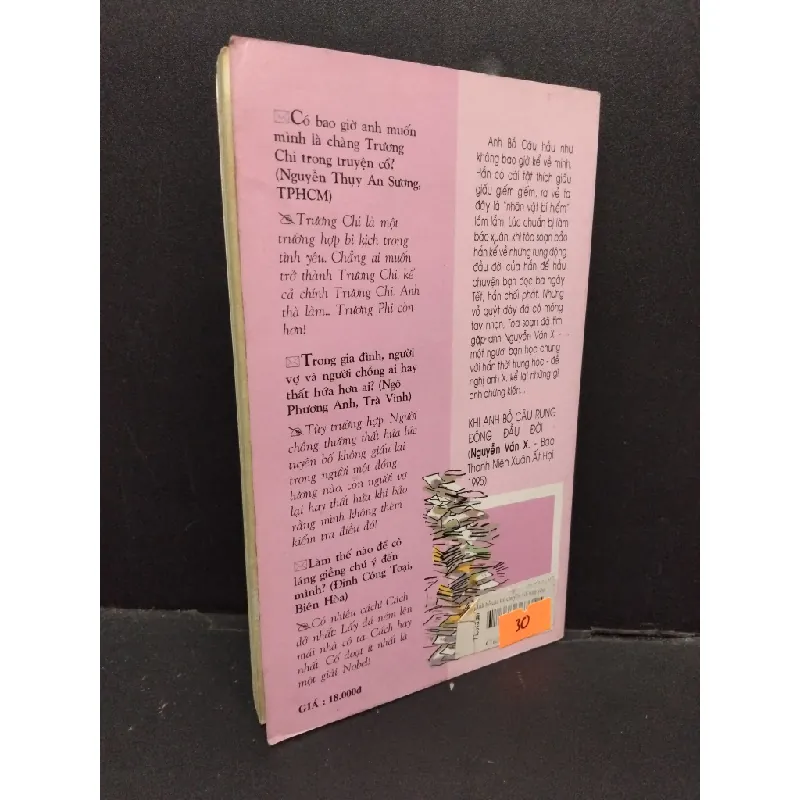 Có bao giờ anh muốn
mình là chàng Trương
Chi trong truyện cổ?
(Nguyễn Thụy An Sương,
TPHCM)
Trương Chi là một
trường hợp bi kịch trong
tình yêu. Chẳng ai muốn
trở thành Trương Chi, kể
cả chính Trương Chi. Anh
thà làm... Trương Phi còn
hơn!
Trong gia đình, người
vợ và người chồng ai hay
thất hứa hơn ai? (Ngô
Phương Anh, Trà Vinh)
Tùy trường hợp. Người
chồng thường thất hứa lúc
tuyên bố không giấu lại
trong người một đồng
lương nào, còn người vợ
lại hay thất hứa khi bảo
rằng mình không thèm
kiểm tra điều đó!
Làm thế nào để cô
láng giềng chú ý đến
mình? (Đinh Công Toại,
Biên Hòa)
Có nhiều cách! Cách
dở nhất: Lấy đá ném lên
mái nhà cô ta. Cách hay
nhất: Cố đoạt ít nhất là
một giải Nobel!
GIÁ : 18.000đ
Anh Bồ Câu hầu như
không bao giờ kể về mình.
Hắn có cái tật thích giấu
giấu giếm giếm, ra vẻ ta
đây là "nhân vật bí hiểm"
lắm lắm. Lúc chuẩn bị làm
báo xuân, khi tòa soạn bảo
hắn kể về những rung động
đầu đời của hắn để hầu
chuyện bạn đọc ba ngày
Tết, hắn chối phắt. Nhưng
vỏ quýt dày đã có móng
tay nhọn. Tòa soạn đã tìm
gặp anh Nguyễn Văn X. -
một người bạn học chung
với hắn thời trung học - đề
nghị anh X. kể lại những gì
anh chứng kiến...
KHI ANH BỒ CÂU RUNG
ĐỘNG ĐẦU ĐỜI
(Nguyễn Văn X. - Báo
Thanh Niên Xuân Ất Hợi
1995)
30